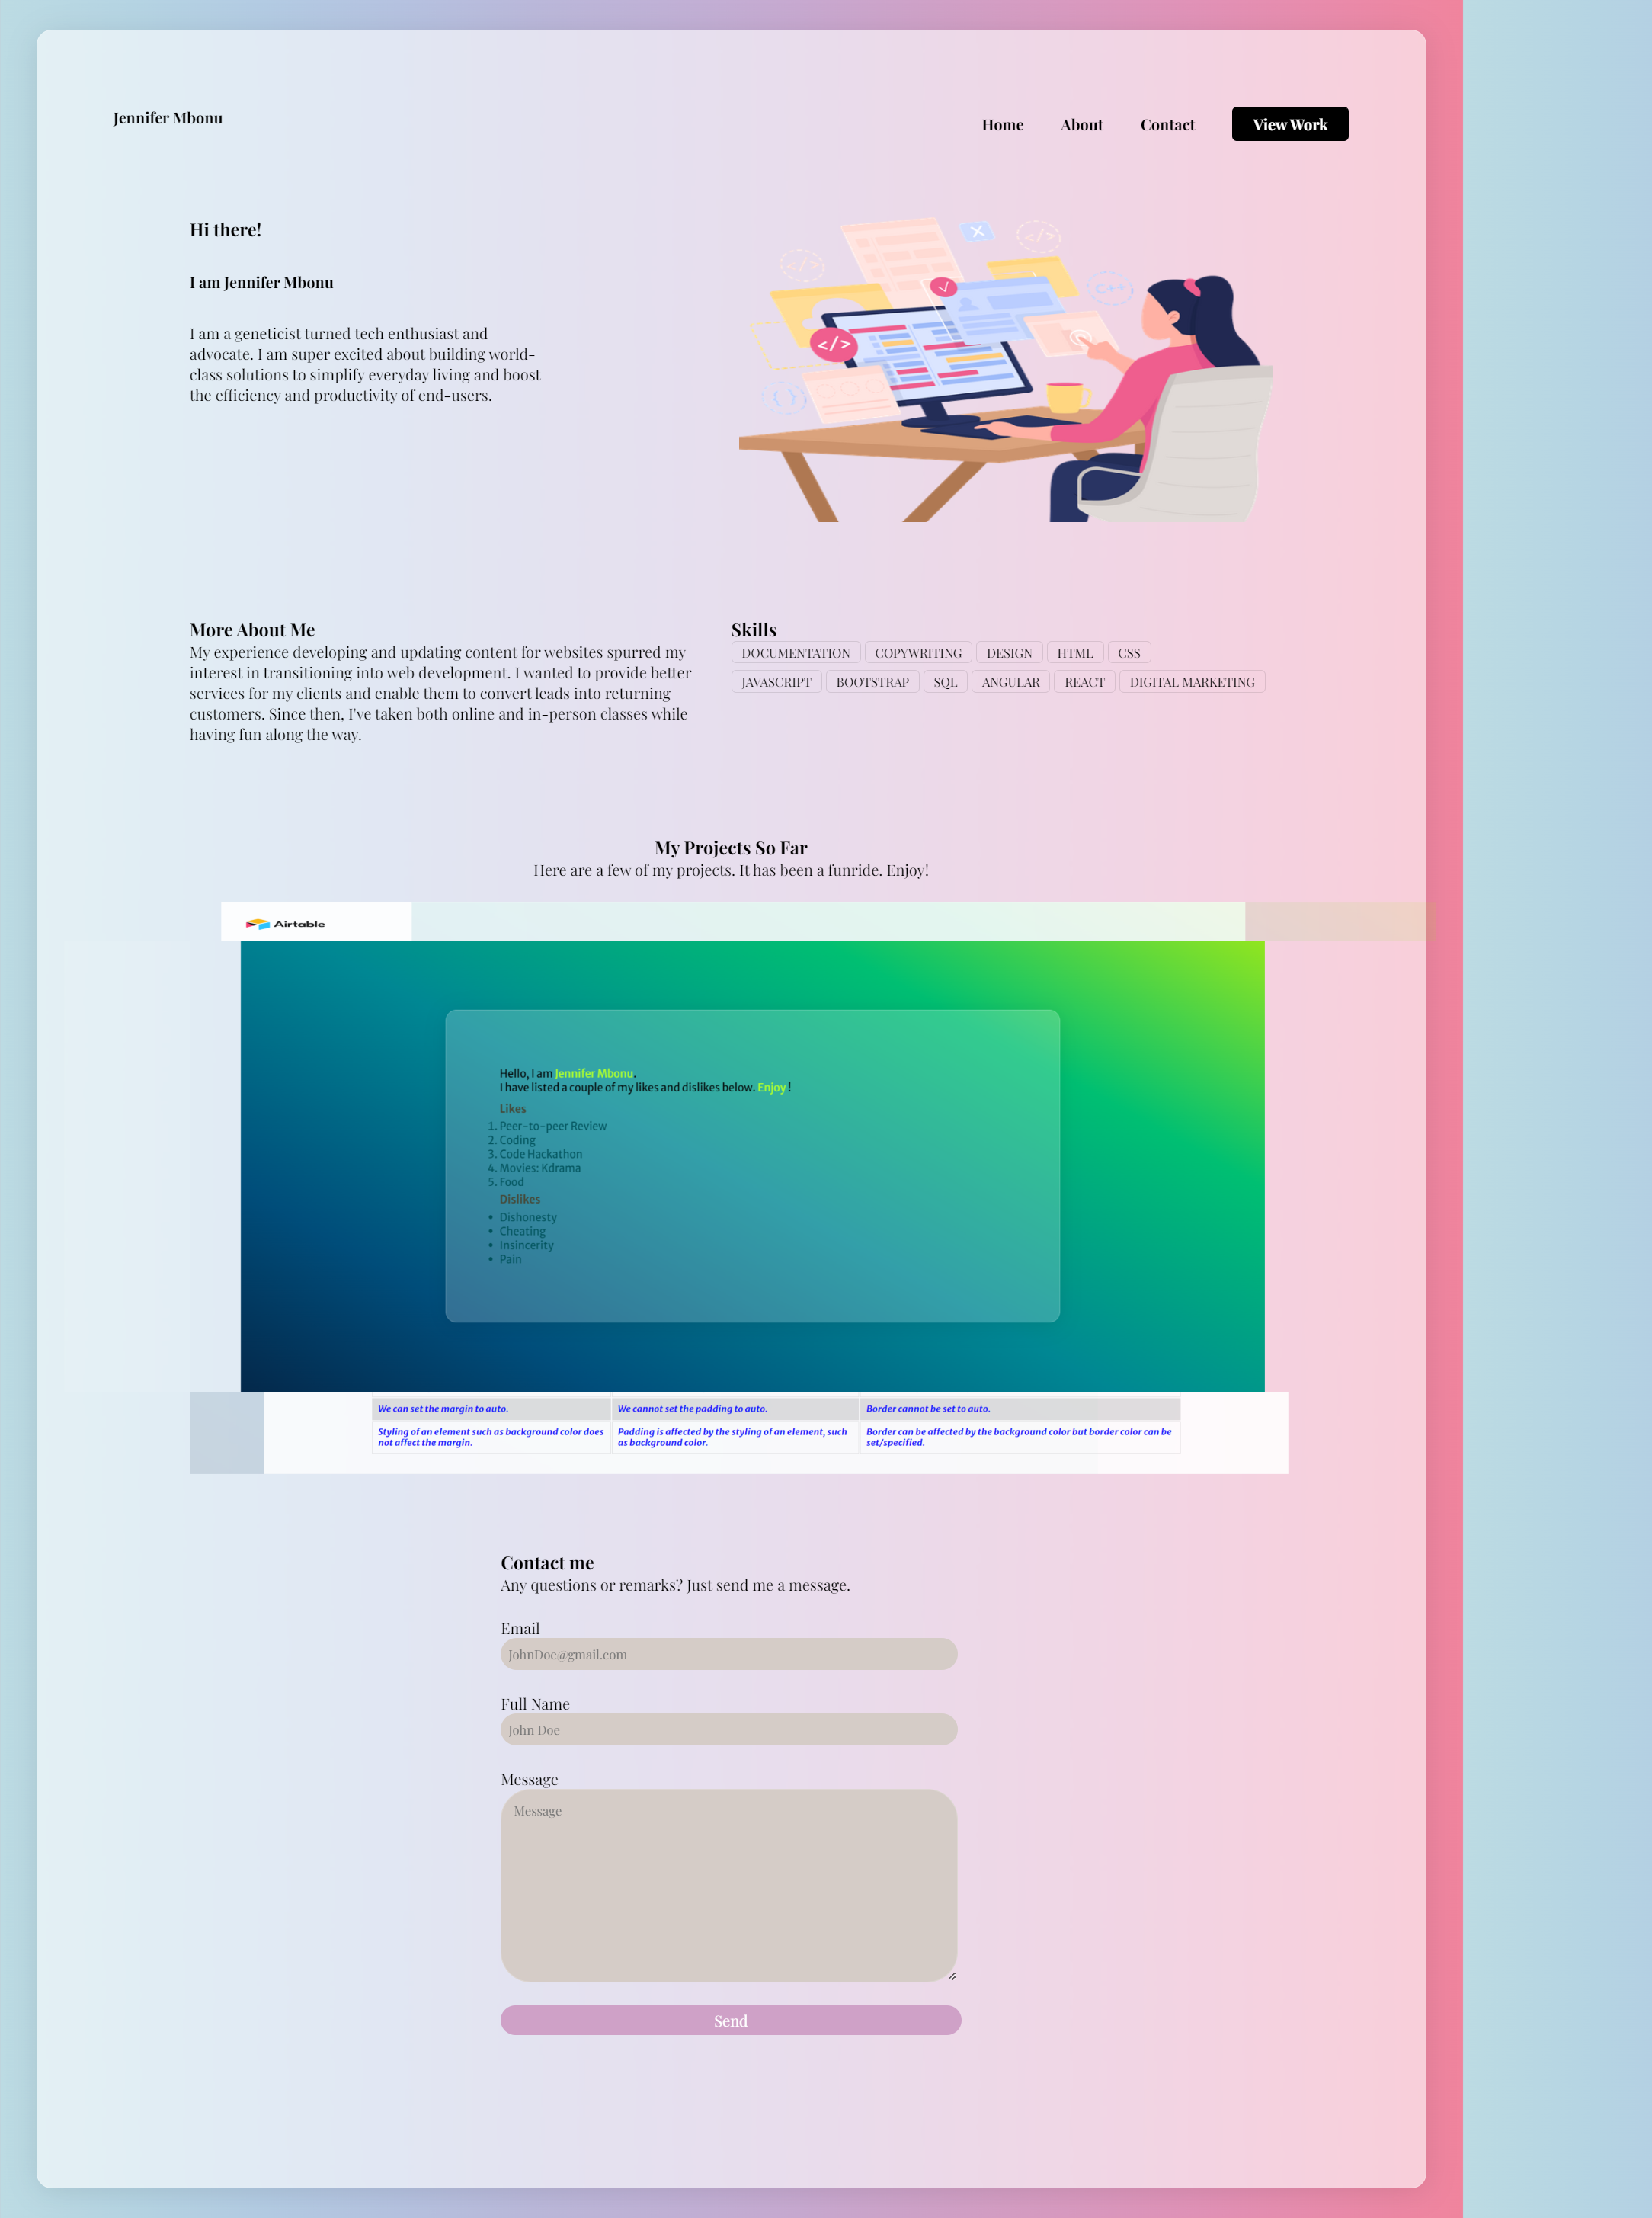 Jennifer Mbonu
Home About Contact View Work
Hi there!
I am Jennifer Mbonu
I am a geneticist turned tech enthusiast and
advocate. I am super excited about building world-
class solutions to simplify everyday living and boost
the efficiency and productivity of end-users.
</>
</>
C++
</>
{ }
More About Me
My experience developing and updating content for websites spurred my
interest in transitioning into web development. I wanted to provide better
services for my clients and enable them to convert leads into returning
customers. Since then, I've taken both online and in-person classes while
having fun along the way.
Skills
DOCUMENTATION COPYWRITING DESIGN HTML CSS
JAVASCRIPT BOOTSTRAP SQL ANGULAR REACT DIGITAL MARKETING
My Projects So Far
Here are a few of my projects. It has been a funride. Enjoy!
Airtable
Hello, I am Jennifer Mbonu.
I have listed a couple of my likes and dislikes below. Enjoy !
Likes
1. Peer-to-peer Review
2. Coding
3. Code Hackathon
4. Movies: Kdrama
5. Food
Dislikes
• Dishonesty
• Cheating
• Insincerity
• Pain
We can set the margin to auto. We cannot set the padding to auto. Border cannot be set to auto.
Styling of an element such as background color does
not affect the margin.
Padding is affected by the styling of an element, such
as background color.
Border can be affected by the background color but border color can be
set/specified.
Contact me
Any questions or remarks? Just send me a message.
Email
JohnDoe@gmail.com
Full Name
John Doe
Message
Message
Send